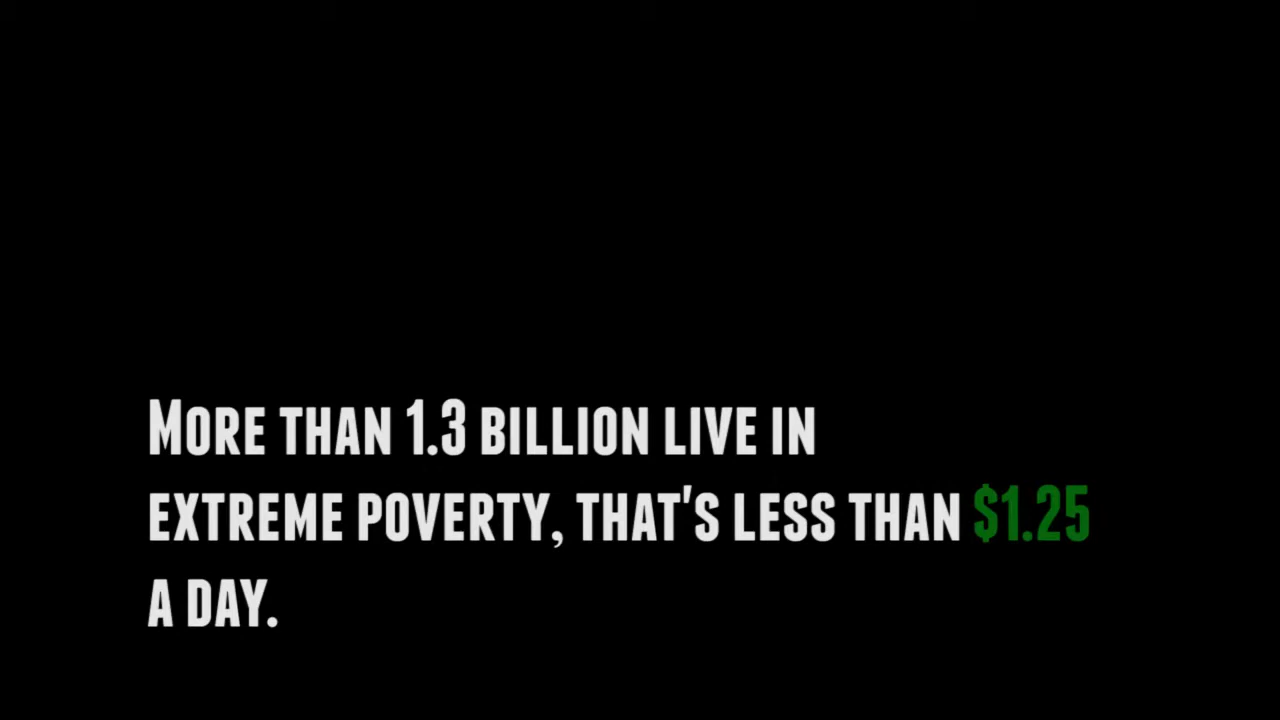 More than 1.3 billion live in
extreme poverty, that's less than $1.25
a day.